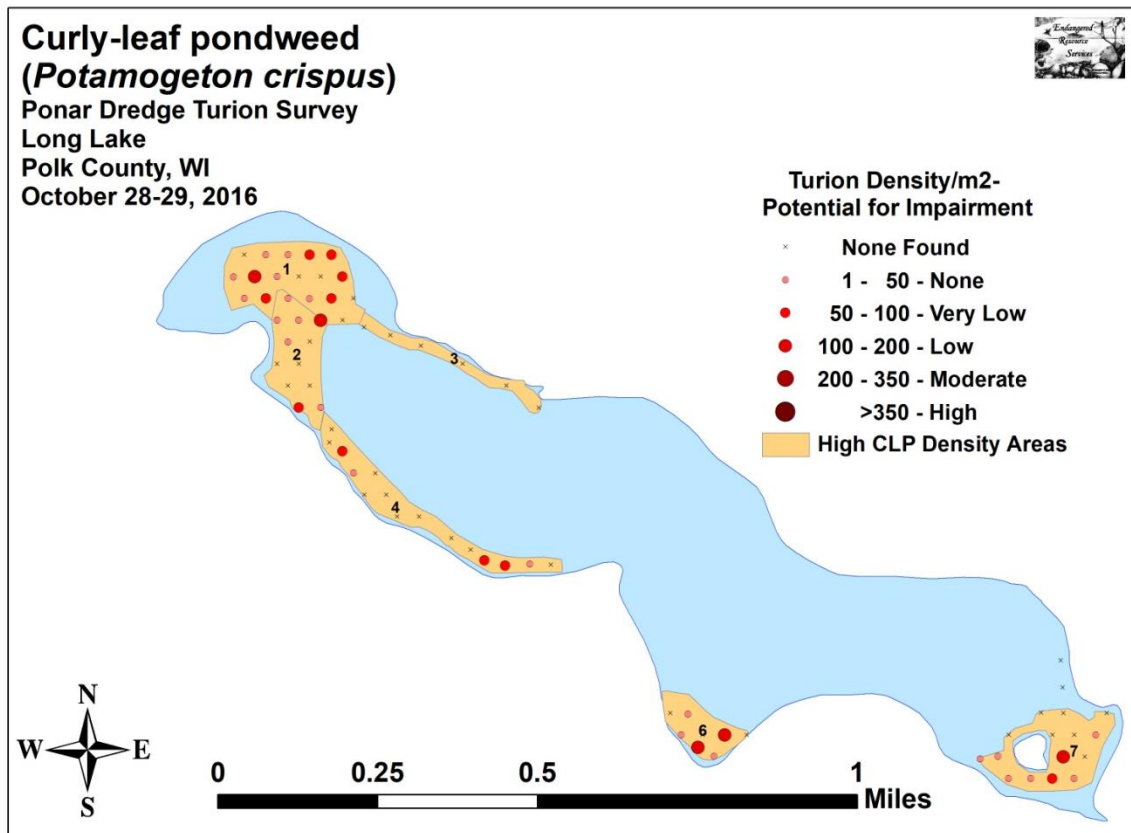 Curly-leaf pondweed
(Potamogeton crispus)
Ponar Dredge Turion Survey
Long Lake
Polk County, WI
October 28-29, 2016
Endangered
Resource
Services
Turion Density/m2-
Potential for Impairment
None Found
1 - 50 - None
50 - 100 - Very Low
100 - 200 - Low
200 - 350 - Moderate
>350 - High
High CLP Density Areas
1
2
3
4
6
7
N
W E
S
0 0.25 0.5 1
Miles